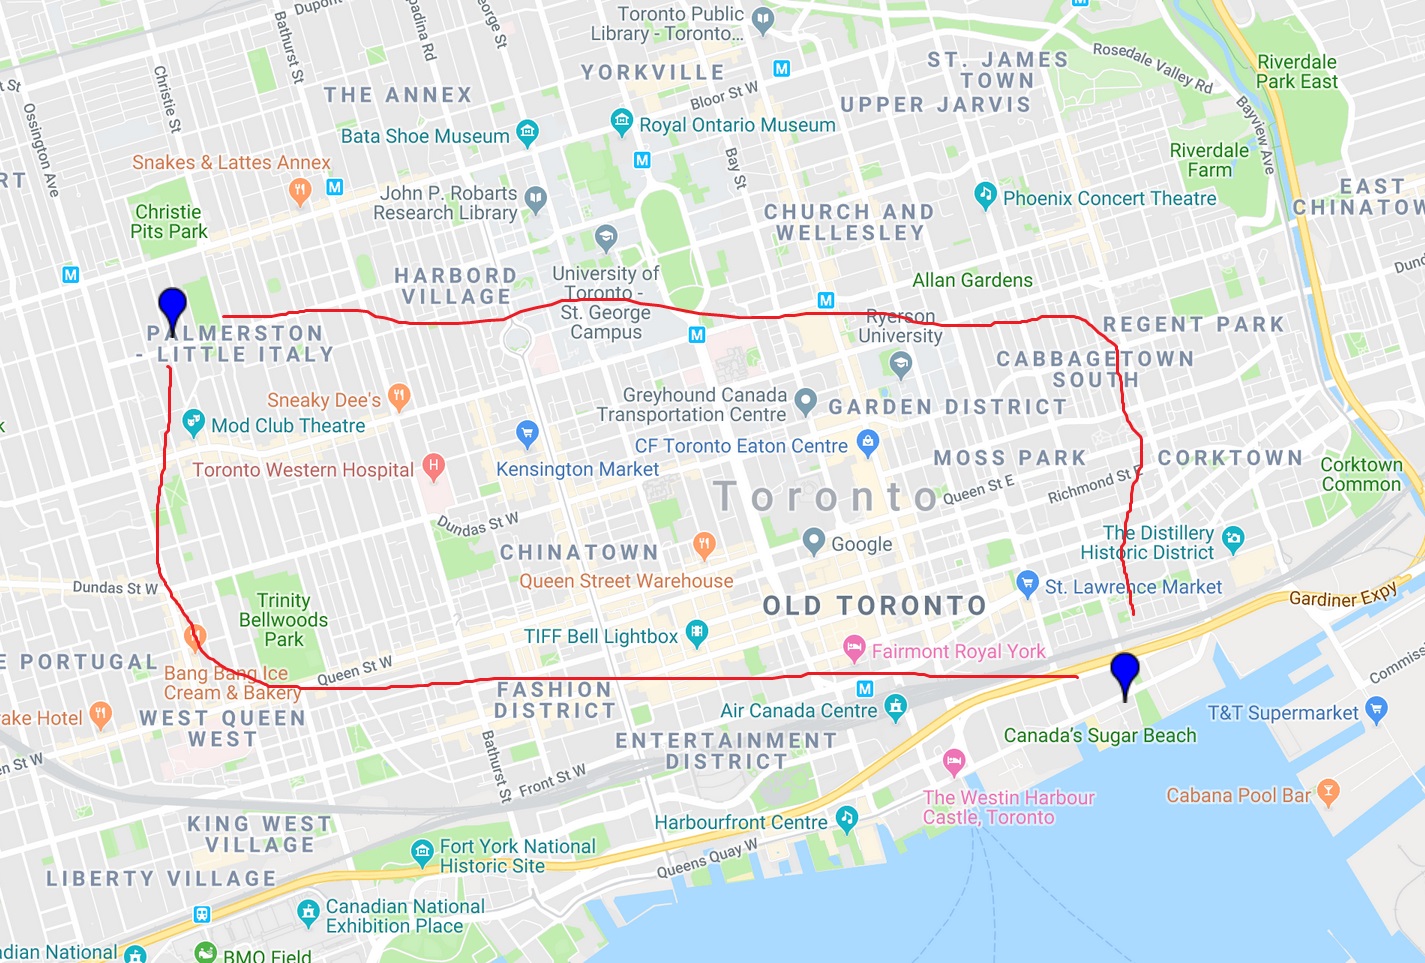 Dupont
Toronto Public
Library - Toronto...
Bathurst St
ROSEDALE
Rosedale Valley Rd
ST. JAMES
TOWN
Riverdale
Park East
YORKVILLE
THE ANNEX
Bloor St W
UPPER JARVIS
Bayview Ave
Christie St
Ossington Ave
Bata Shoe Museum
Royal Ontario Museum
Snakes & Lattes Annex
M
M
M
Bay St
Riverdale
Farm
EAST
CHINATOW
John P. Robarts
Research Library
Phoenix Concert Theatre
Christie
Pits Park
CHURCH AND
WELLESLEY
M
HARBORD
VILLAGE
University of
Toronto -
St. George
Campus
Allan Gardens
M
M
Ryerson
University
REGENT PARK
PALMERSTON
- LITTLE ITALY
CABBAGETOWN
SOUTH
Sneaky Dee's
Greyhound Canada
Transportation Centre
GARDEN DISTRICT
Mod Club Theatre
CF Toronto Eaton Centre
Toronto Western Hospital
H
Kensington Market
MOSS PARK
CORKTOWN
Corktown
Common
Toronto
Queen St E
Richmond St E
Dundas St W
CHINATOWN
Google
The Distillery
Historic District
Queen Street Warehouse
Dundas St W
St. Lawrence Market
Gardiner Expy
Trinity
Bellwoods
Park
OLD TORONTO
TIFF Bell Lightbox
Fairmont Royal York
E PORTUGAL
Bang Bang Ice
Cream & Bakery
Queen St W
Commiss
FASHION
DISTRICT
M
rake Hotel
WEST QUEEN
WEST
Air Canada Centre
T&T Supermarket
Canada's Sugar Beach
ENTERTAINMENT
DISTRICT
en St W
Bathurst St
Front St W
The Westin Harbour
Castle, Toronto
Cabana Pool Bar
KING WEST
VILLAGE
Harbourfront Centre
Fort York National
Historic Site
Queens Quay W
LIBERTY VILLAGE
Canadian National
Exhibition Place
adian National
BMO Field